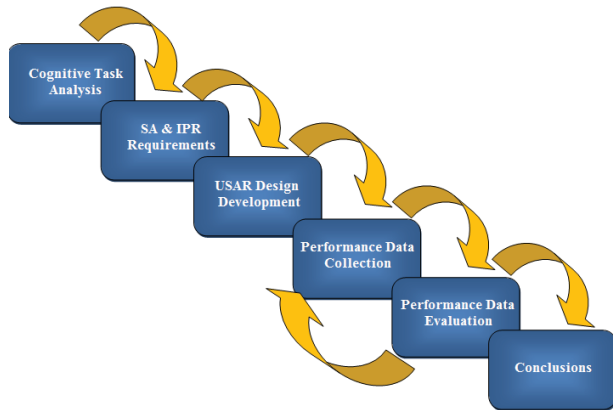 Cognitive Task
Analysis
SA & IPR
Requirements
USAR Design
Development
Performance Data
Collection
Performance Data
Evaluation
Conclusions